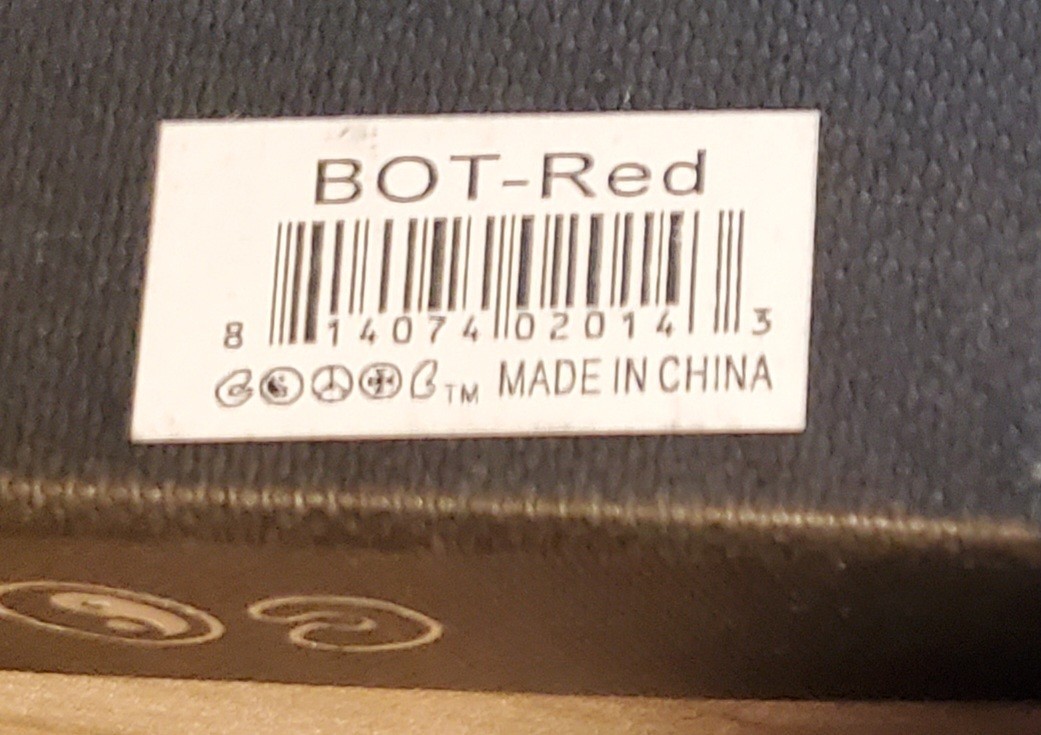 BOT-Red
8 14074 02014 3
TM MADE IN CHINA